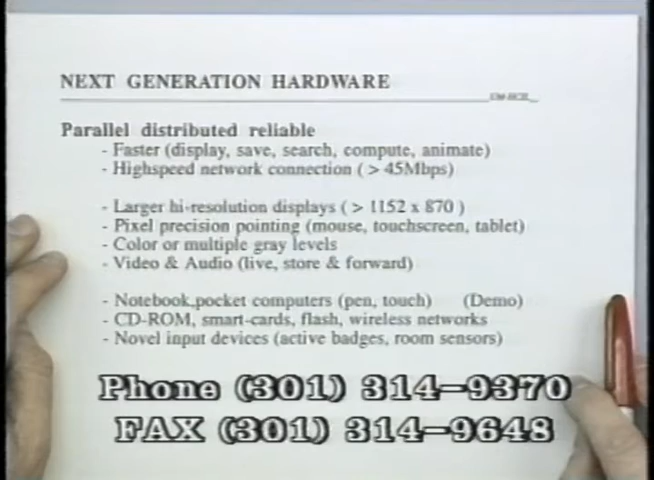 NEXT GENERATION HARDWARE
UM-HCIL
Parallel distributed reliable
- Faster (display, save, search, compute, animate)
- Highspeed network connection ( > 45Mbps)
- Larger hi-resolution displays ( > 1152 x 870 )
- Pixel precision pointing (mouse, touchscreen, tablet)
- Color or multiple gray levels
- Video & Audio (live, store & forward)
- Notebook,pocket computers (pen, touch) (Demo)
- CD-ROM, smart-cards, flash, wireless networks
- Novel input devices (active badges, room sensors)
Phone (301) 314-9370
FAX (301) 314-9648